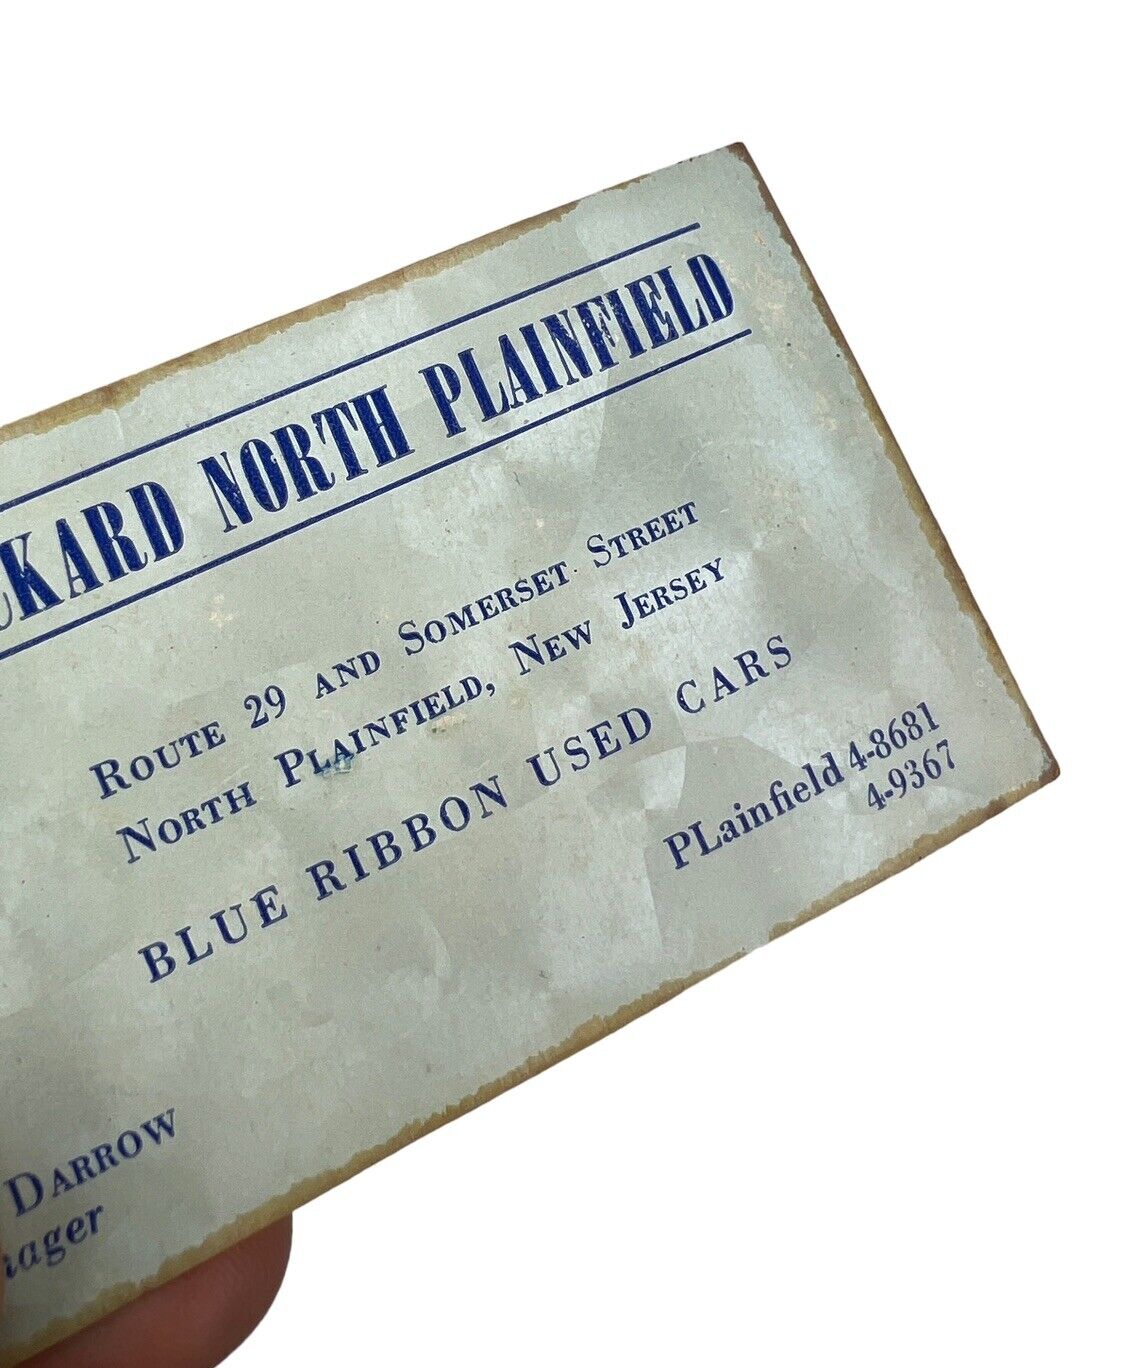 CKARD NORTH PLAINFIELD
ROUTE 29 AND SOMERSET STREET
NORTH PLAINFIELD, NEW JERSEY
BLUE RIBBON USED CARS
PLainfield 4-8681
4-9367
DARROW
nager